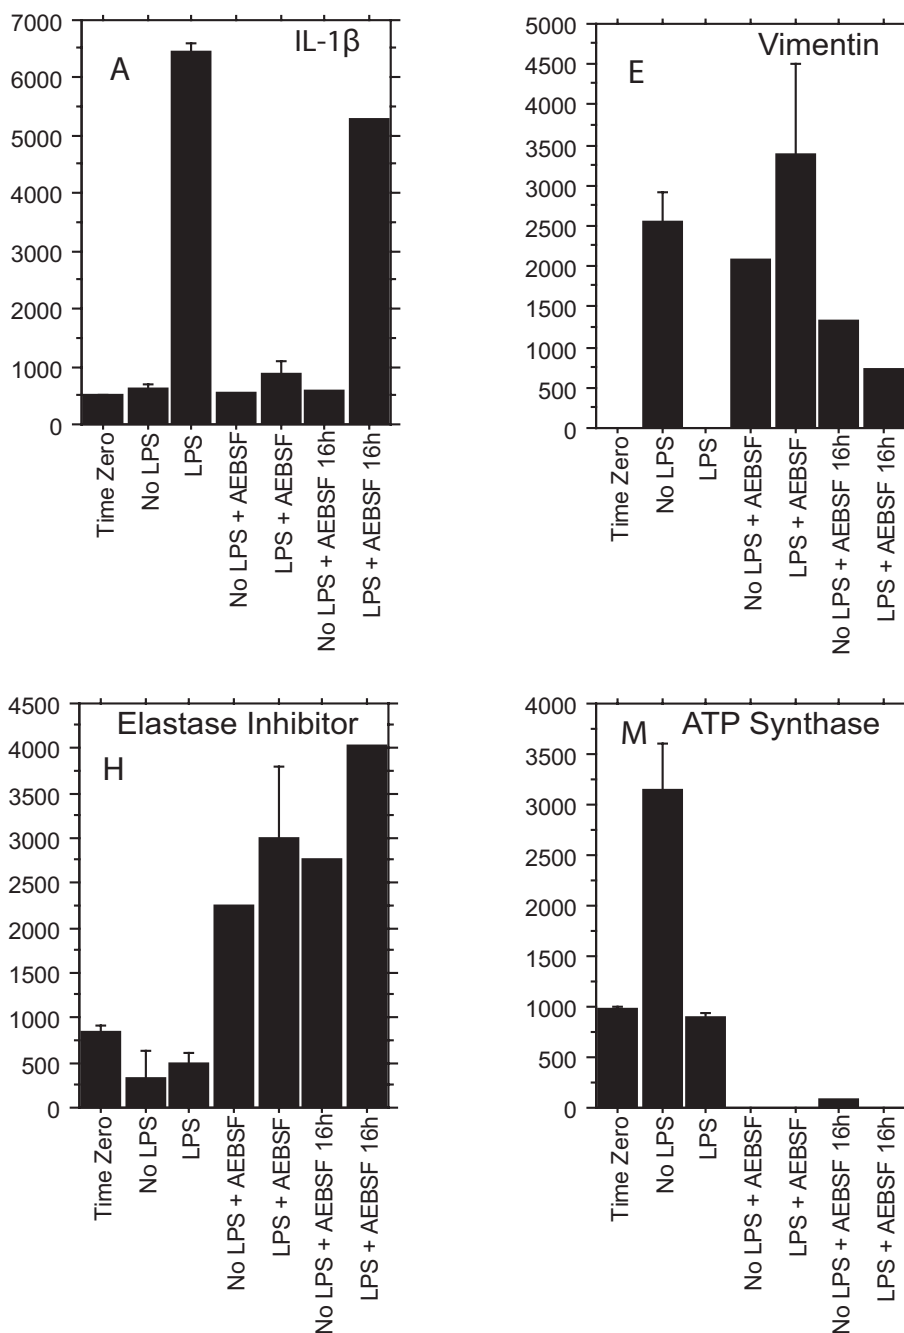 IL-1β
A
7000
6000
5000
4000
3000
2000
1000
0
Time Zero
No LPS
LPS
No LPS + AEBSF
LPS + AEBSF
No LPS + AEBSF 16h
LPS + AEBSF 16h
Vimentin
E
5000
4500
4000
3500
3000
2500
2000
1500
1000
500
0
Time Zero
No LPS
LPS
No LPS + AEBSF
LPS + AEBSF
No LPS + AEBSF 16h
LPS + AEBSF 16h
Elastase Inhibitor
H
4500
4000
3500
3000
2500
2000
1500
1000
500
0
Time Zero
No LPS
LPS
No LPS + AEBSF
LPS + AEBSF
No LPS + AEBSF 16h
LPS + AEBSF 16h
M ATP Synthase
4000
3500
3000
2500
2000
1500
1000
500
0
Time Zero
No LPS
LPS
No LPS + AEBSF
LPS + AEBSF
No LPS + AEBSF 16h
LPS + AEBSF 16h